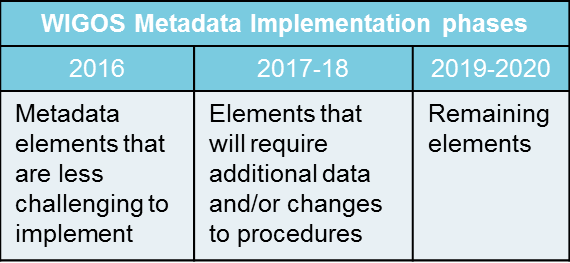 WIGOS Metadata Implementation phases
2016
2017-18
2019-2020
Metadata
elements that
are less
challenging to
implement
Elements that
will require
additional data
and/or changes
to procedures
Remaining
elements